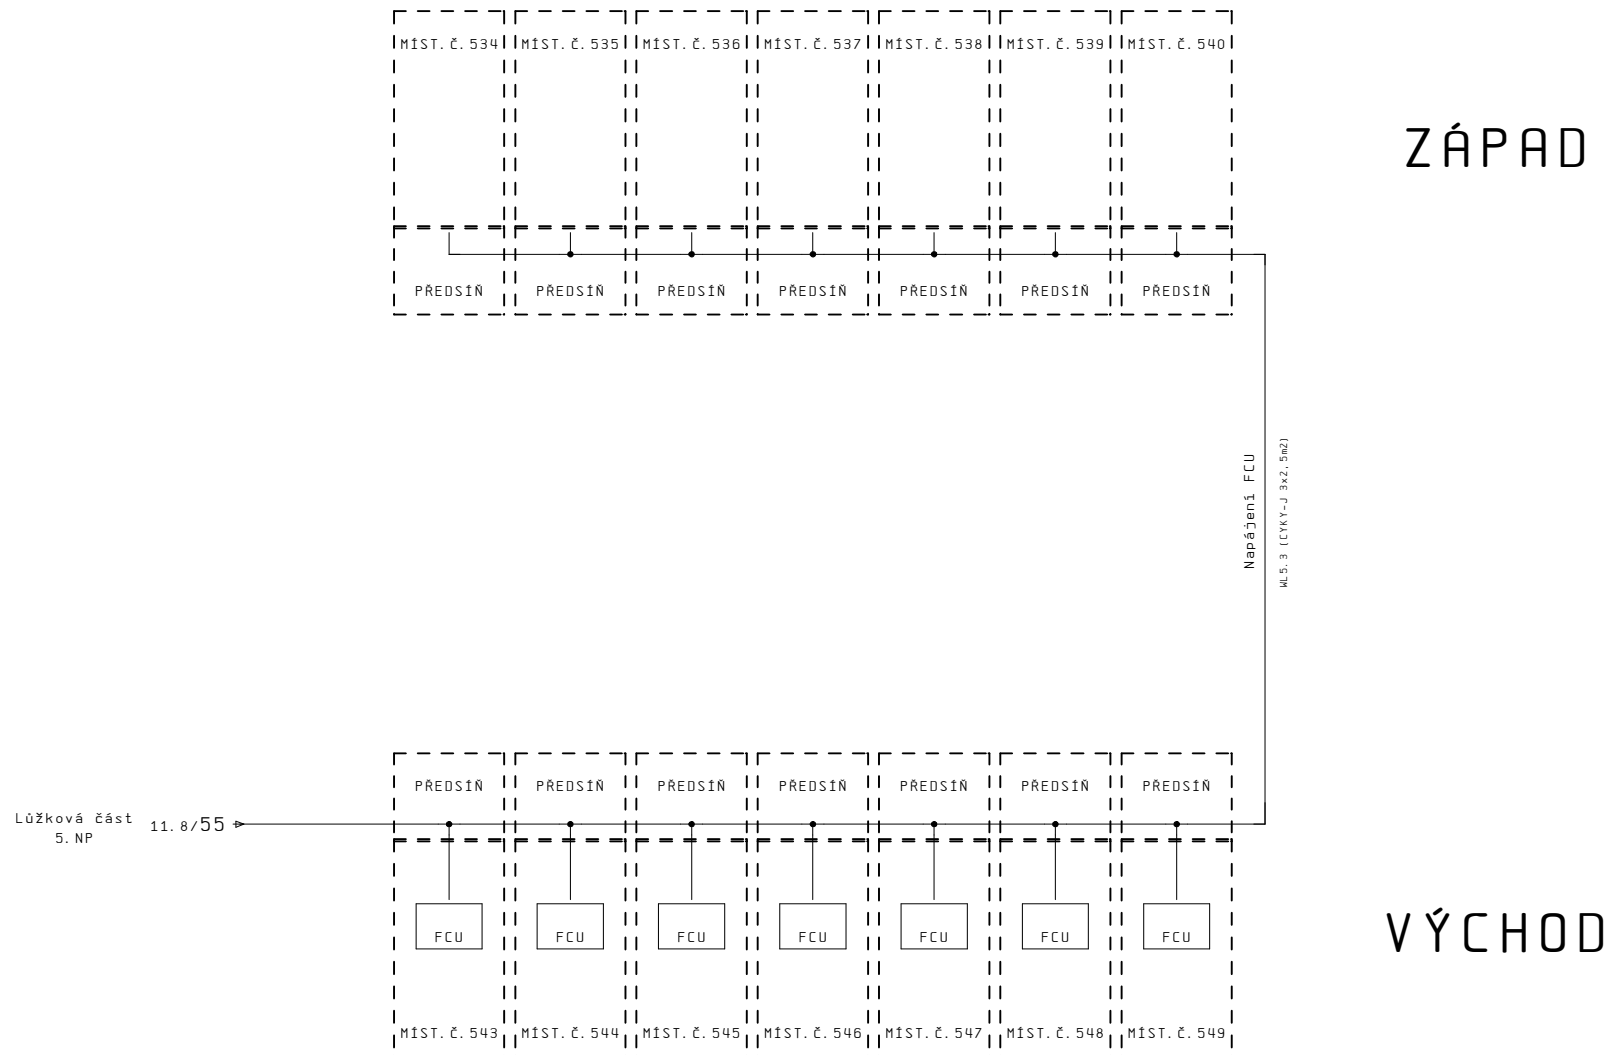 MÍST.Č.534 MÍST.Č.535 MÍST.Č.536 MÍST.Č.537 MÍST.Č.538 MÍST.Č.539 MÍST.Č.540
ZÁPAD
PŘEDSÍŇ PŘEDSÍŇ PŘEDSÍŇ PŘEDSÍŇ PŘEDSÍŇ PŘEDSÍŇ PŘEDSÍŇ
Napájení FCU
WL5.3 (CYKY-J 3x2,5m2)
PŘEDSÍŇ PŘEDSÍŇ PŘEDSÍŇ PŘEDSÍŇ PŘEDSÍŇ PŘEDSÍŇ PŘEDSÍŇ
Lůžková část
5.NP
11.8/55
FCU FCU FCU FCU FCU FCU FCU
VÝCHOD
MÍST.Č.543 MÍST.Č.544 MÍST.Č.545 MÍST.Č.546 MÍST.Č.547 MÍST.Č.548 MÍST.Č.549